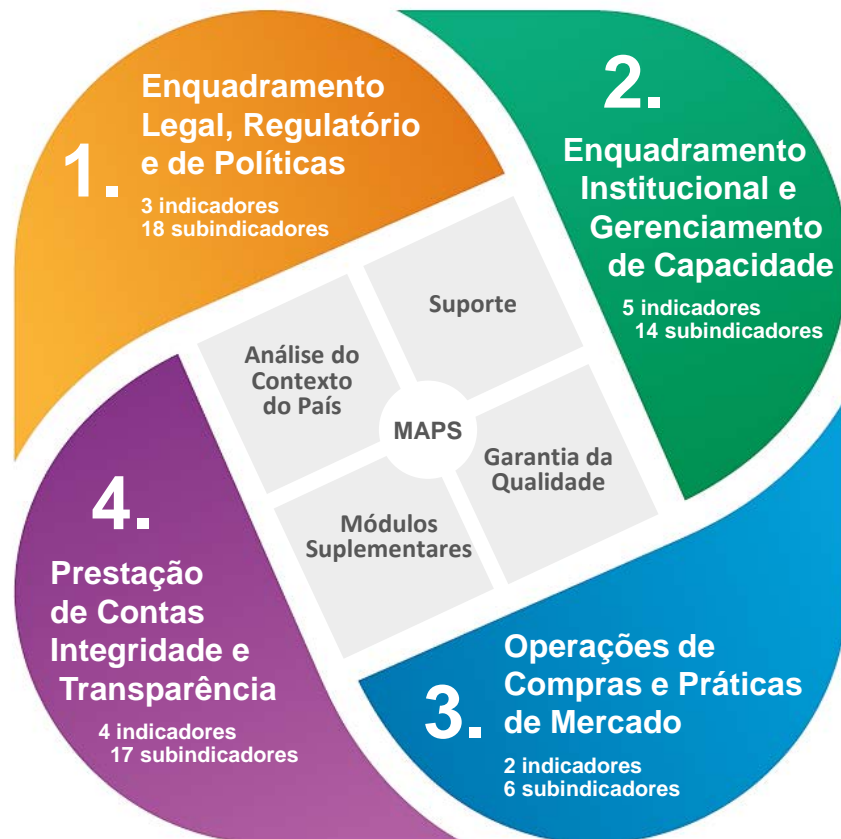 1.
Enquadramento
Legal, Regulatório
e de Políticas
3 indicadores
18 subindicadores
2.
Enquadramento
Institucional e
Gerenciamento
de Capacidade
5 indicadores
14 subindicadores
Suporte
Análise do
Contexto
do País
MAPS
Garantia da
Qualidade
Módulos
Suplementares
4.
Prestação
de Contas
Integridade e
Transparência
4 indicadores
17 subindicadores
3.
Operações de
Compras e Práticas
de Mercado
2 indicadores
6 subindicadores